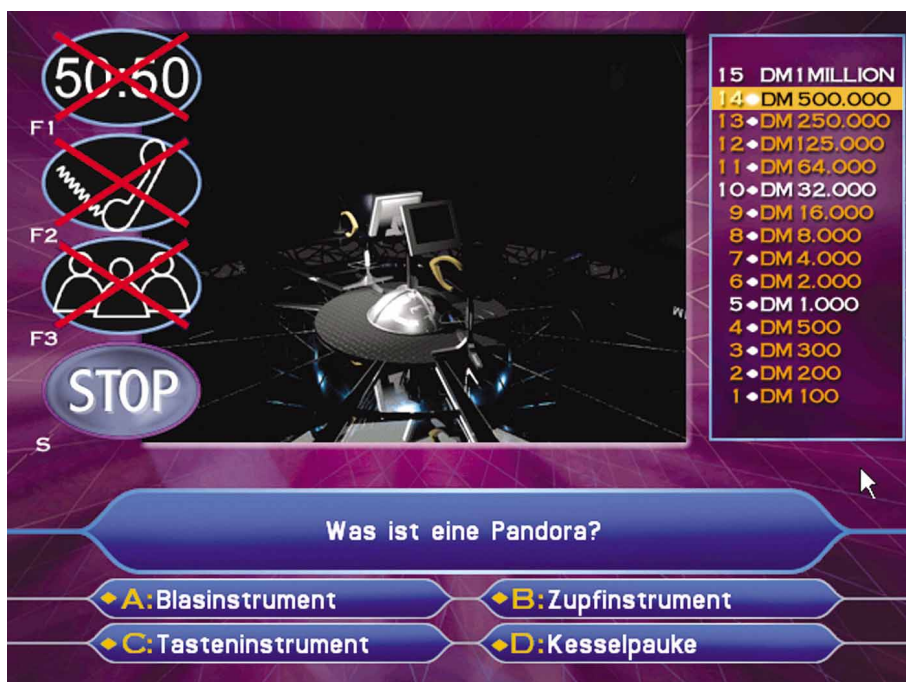 50:50
F1
F2
F3
STOP
S
15 DM 1 MILLION
14 DM 500.000
13 DM 250.000
12 DM 125.000
11 DM 64.000
10 DM 32.000
9 DM 16.000
8 DM 8.000
7 DM 4.000
6 DM 2.000
5 DM 1.000
4 DM 500
3 DM 300
2 DM 200
1 DM 100
Was ist eine Pandora?
A: Blasinstrument
B: Zupfinstrument
C: Tasteninstrument
D: Kesselpauke